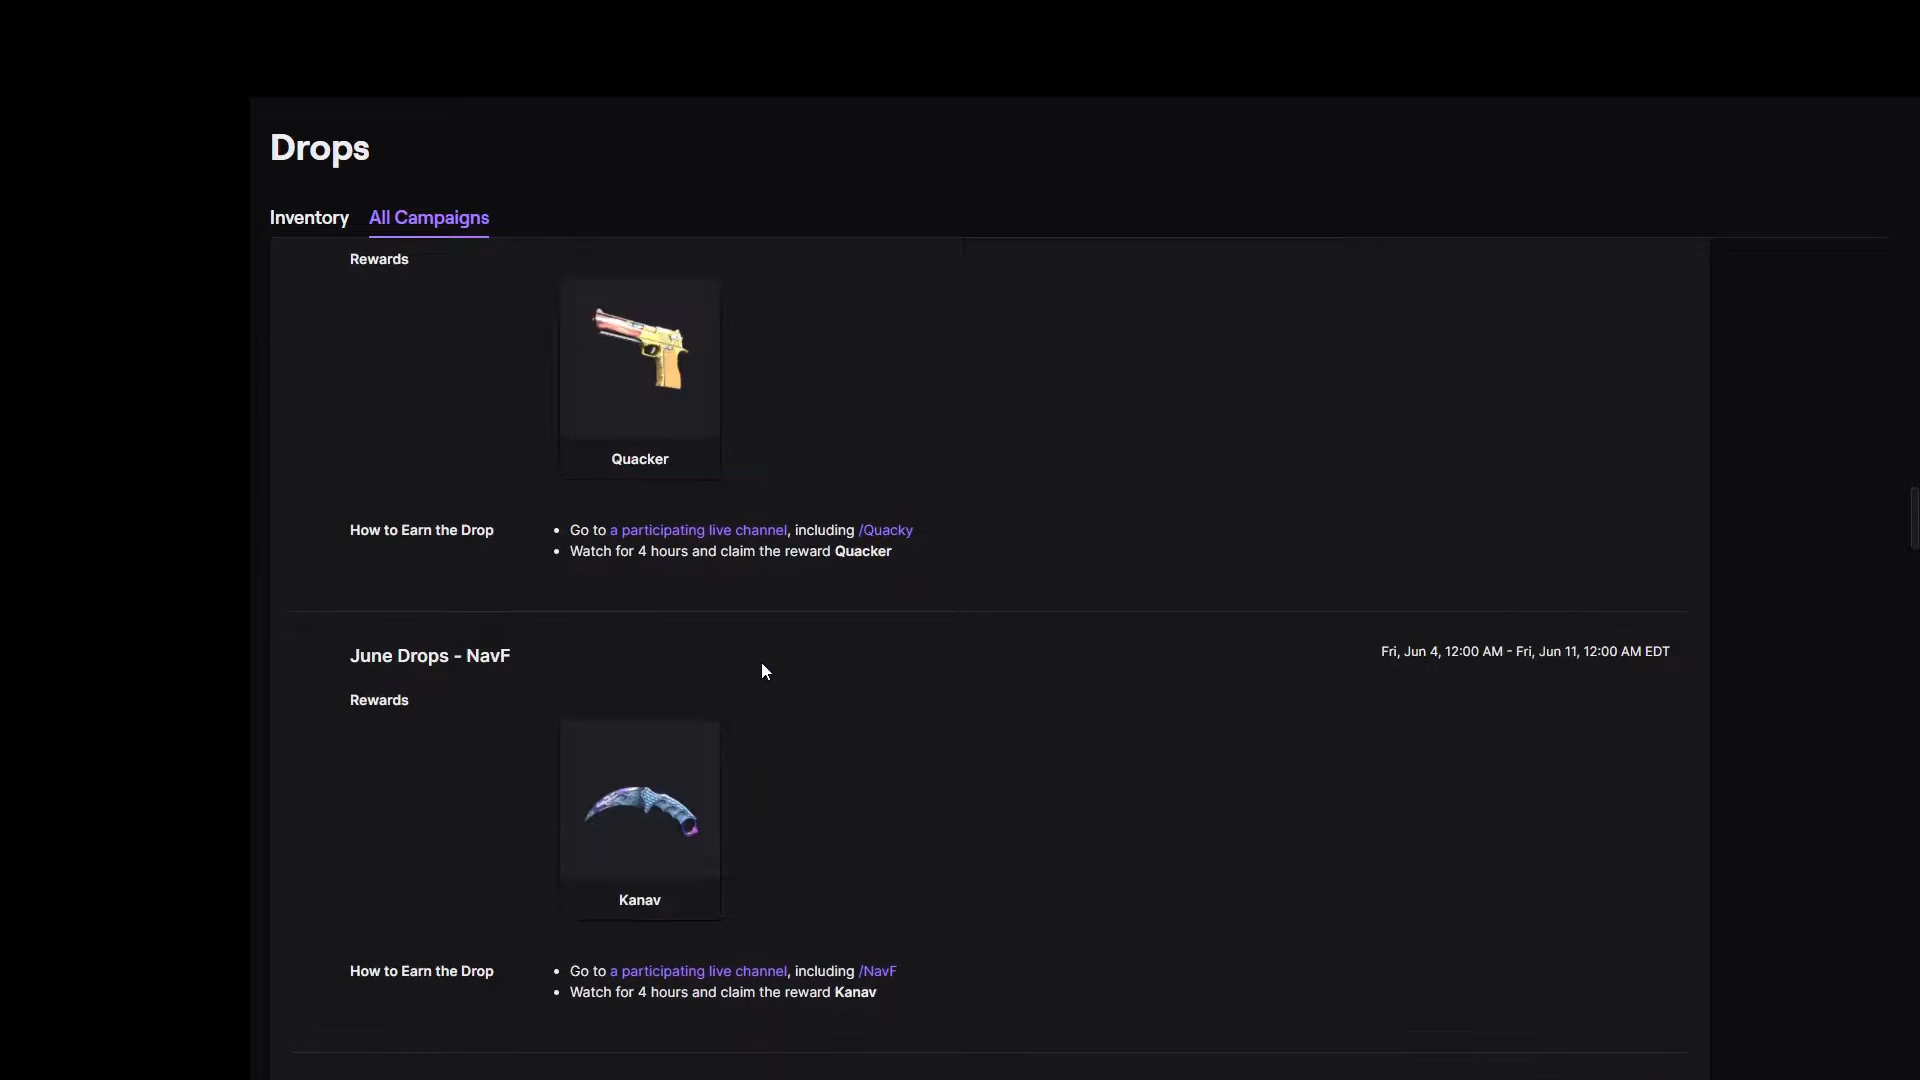 Drops
Inventory
All Campaigns
Rewards
Quacker
How to Earn the Drop
Go to a participating live channel, including /Quacky
Watch for 4 hours and claim the reward Quacker
June Drops - NavF
Fri, Jun 4, 12:00 AM - Fri, Jun 11, 12:00 AM EDT
Rewards
Kanav
How to Earn the Drop
Go to a participating live channel, including /NavF
Watch for 4 hours and claim the reward Kanav